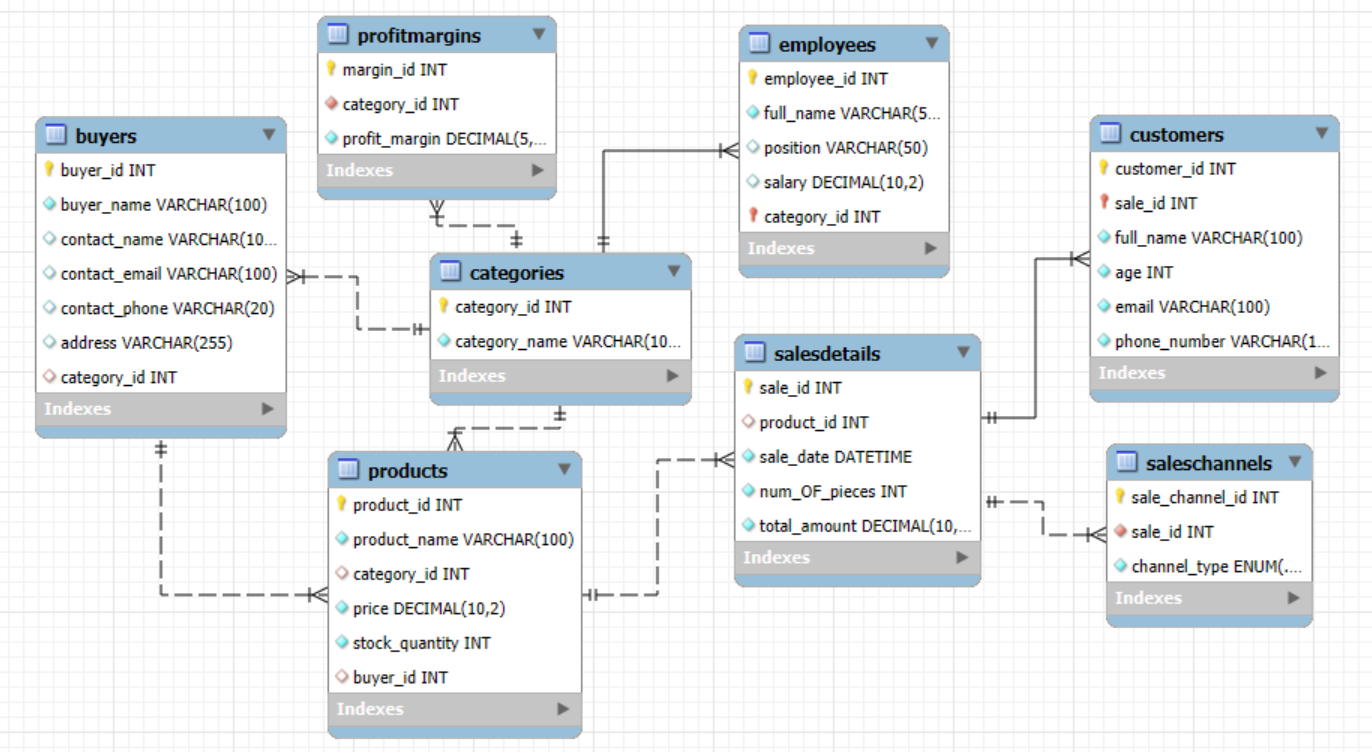 profitmargins
margin_id INT
category_id INT
profit_margin DECIMAL(5,...
Indexes
employees
employee_id INT
full_name VARCHAR(5...
position VARCHAR(50)
salary DECIMAL(10,2)
category_id INT
Indexes
buyers
buyer_id INT
buyer_name VARCHAR(100)
contact_name VARCHAR(10...
contact_email VARCHAR(100)
contact_phone VARCHAR(20)
address VARCHAR(255)
category_id INT
Indexes
customers
customer_id INT
sale_id INT
full_name VARCHAR(100)
age INT
email VARCHAR(100)
phone_number VARCHAR(1...
Indexes
categories
category_id INT
category_name VARCHAR(10...
Indexes
salesdetails
sale_id INT
product_id INT
sale_date DATETIME
num_OF_pieces INT
total_amount DECIMAL(10,...
Indexes
products
product_id INT
product_name VARCHAR(100)
category_id INT
price DECIMAL(10,2)
stock_quantity INT
buyer_id INT
Indexes
saleschannels
sale_channel_id INT
sale_id INT
channel_type ENUM(....
Indexes